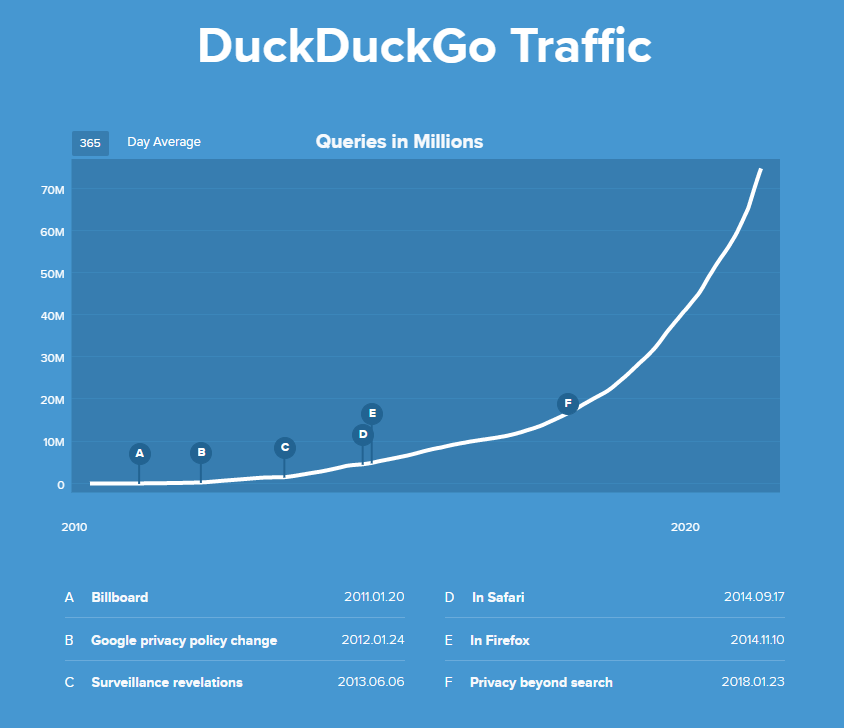 DuckDuckGo Traffic
365 Day Average Queries in Millions
70M
60M
50M
40M
30M
20M
10M
0
A
B
C
D
E
F
2010 2020
A Billboard 2011.01.20 D In Safari 2014.09.17
B Google privacy policy change 2012.01.24 E In Firefox 2014.11.10
C Surveillance revelations 2013.06.06 F Privacy beyond search 2018.01.23